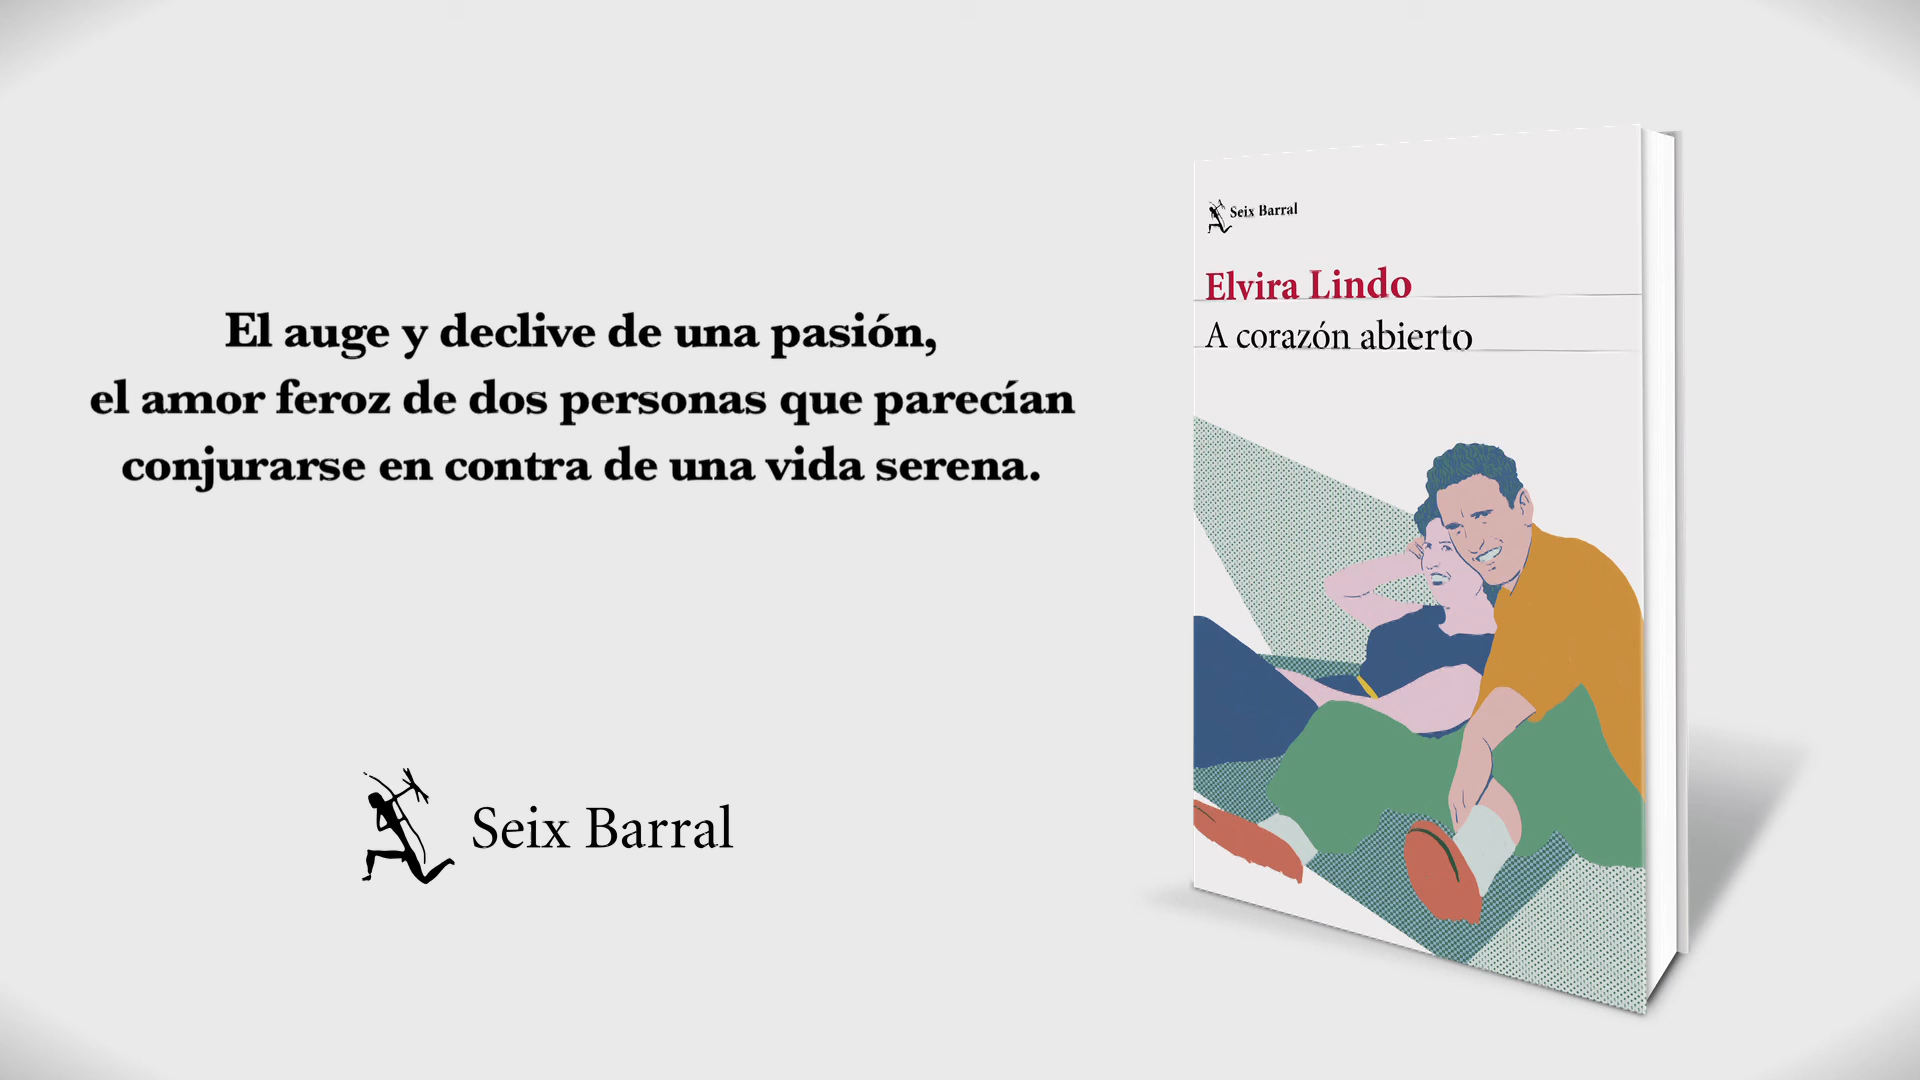 El auge y declive de una pasión,
el amor feroz de dos personas que parecían
conjurarse en contra de una vida serena.
Seix Barral
Seix Barral
Elvira Lindo
A corazón abierto